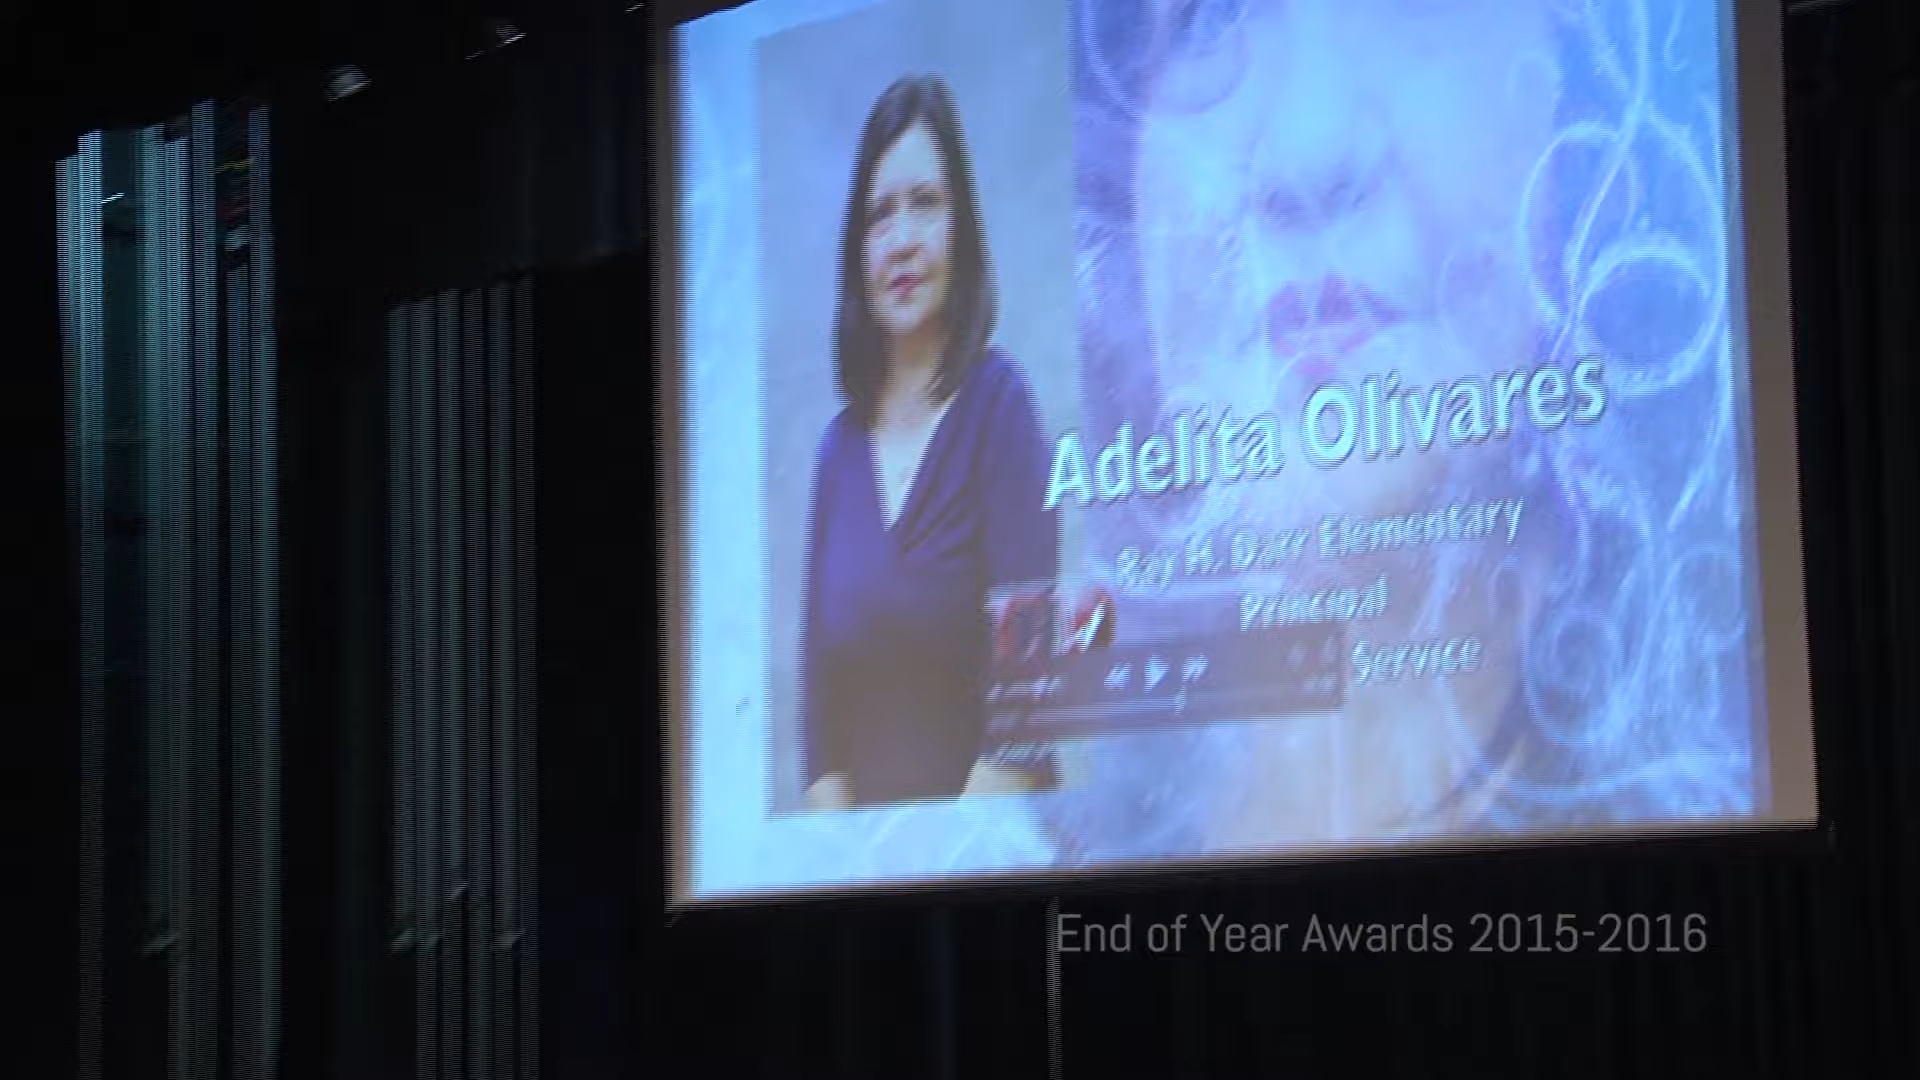 Adelita Olivares
Ray H. Darr Elementary
Principal
Service
End of Year Awards 2015-2016